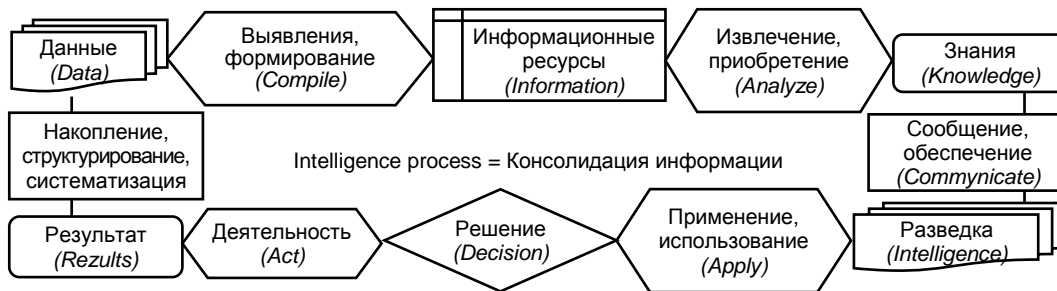 Данные
(Data)
Выявления,
формирование
(Compile)
Информационные
ресурсы
(Information)
Извлечение,
приобретение
(Analyze)
Знания
(Knowledge)
Накопление,
структурирование,
систематизация
Intelligence process = Консолидация информации
Сообщение,
обеспечение
(Commynicate)
Результат
(Rezults)
Деятельность
(Act)
Решение
(Decision)
Применение,
использование
(Apply)
Разведка
(Intelligence)